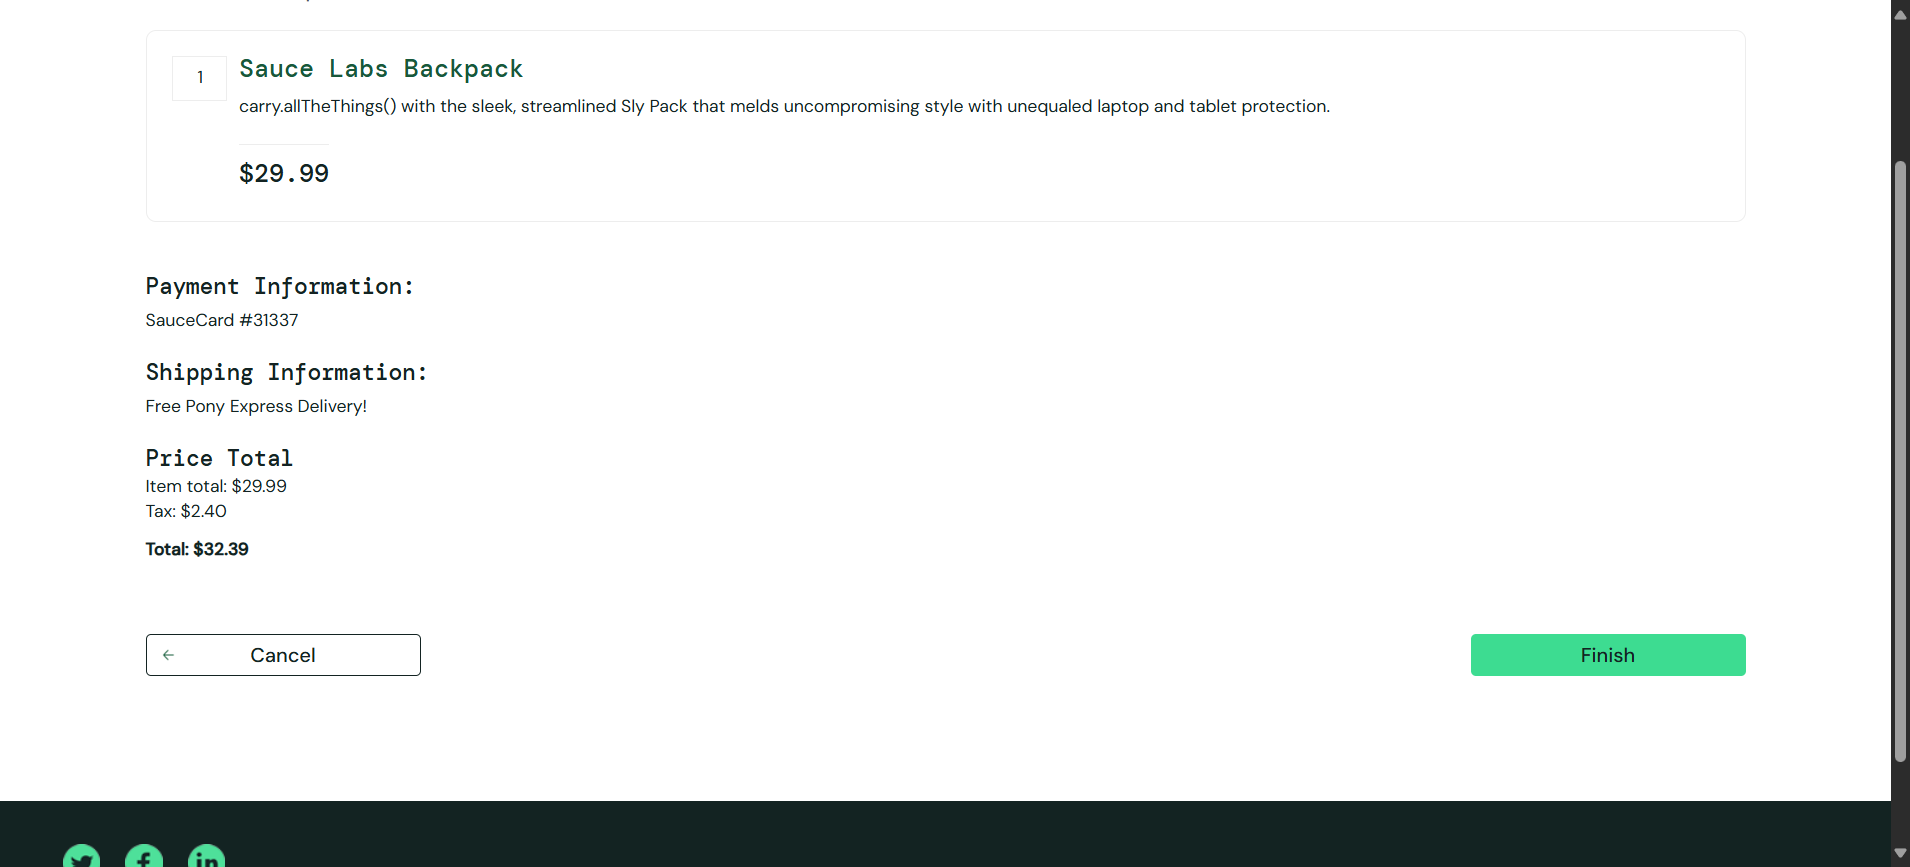 1
Sauce Labs Backpack
carry.allTheThings() with the sleek, streamlined Sly Pack that melds uncompromising style with unequaled laptop and tablet protection.
$29.99
Payment Information:
SauceCard #31337
Shipping Information:
Free Pony Express Delivery!
Price Total
Item total: $29.99
Tax: $2.40
Total: $32.39
Cancel
Finish